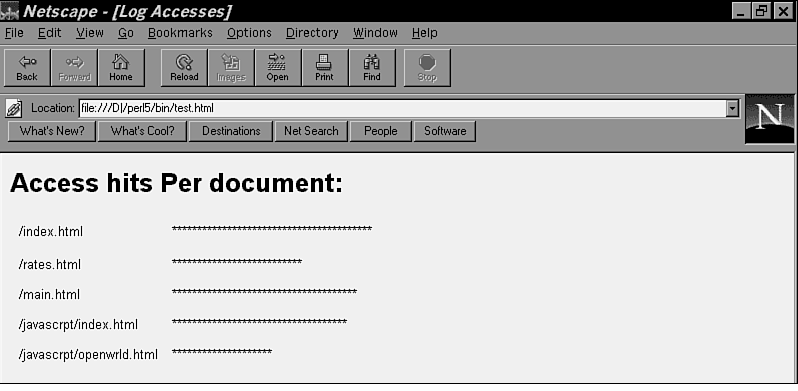 Netscape - [Log Accesses]
File Edit View Go Bookmarks Options Directory Window Help
Back Forward Home Reload Images Open Print Find Stop
Location: file:///D|/perl5/bin/test.html
N
What's New? What's Cool? Destinations Net Search People Software
Access hits Per document:
/index.html ****************************************
/rates.html **************************
/main.html *************************************
/javascrpt/index.html ***********************************
/javascrpt/openwrld.html ********************